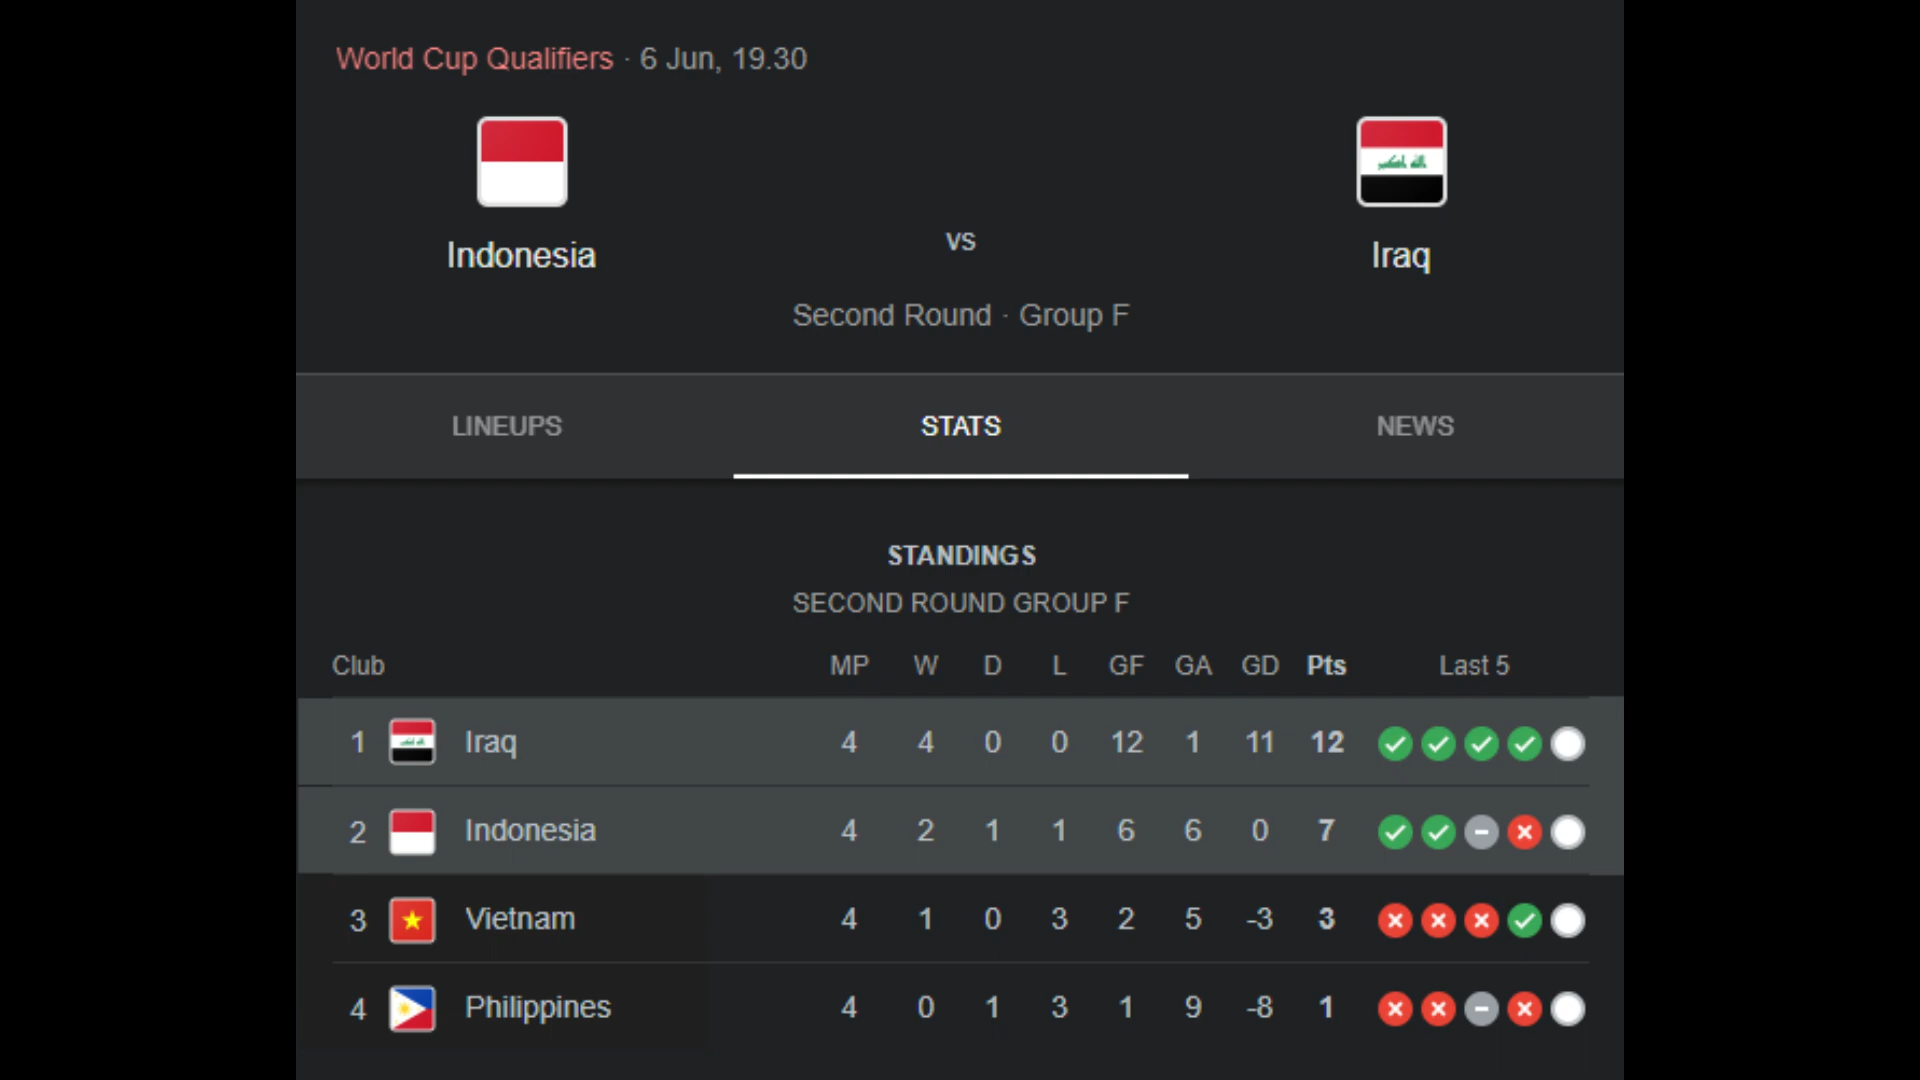 World Cup Qualifiers · 6 Jun, 19.30
Indonesia
vs
Iraq
Second Round · Group F
LINEUPS
STATS
NEWS
STANDINGS
SECOND ROUND GROUP F
Club MP W D L GF GA GD Pts Last 5
1 Iraq 4 4 0 0 12 1 11 12
2 Indonesia 4 2 1 1 6 6 0 7
3 Vietnam 4 1 0 3 2 5 -3 3
4 Philippines 4 0 1 3 1 9 -8 1